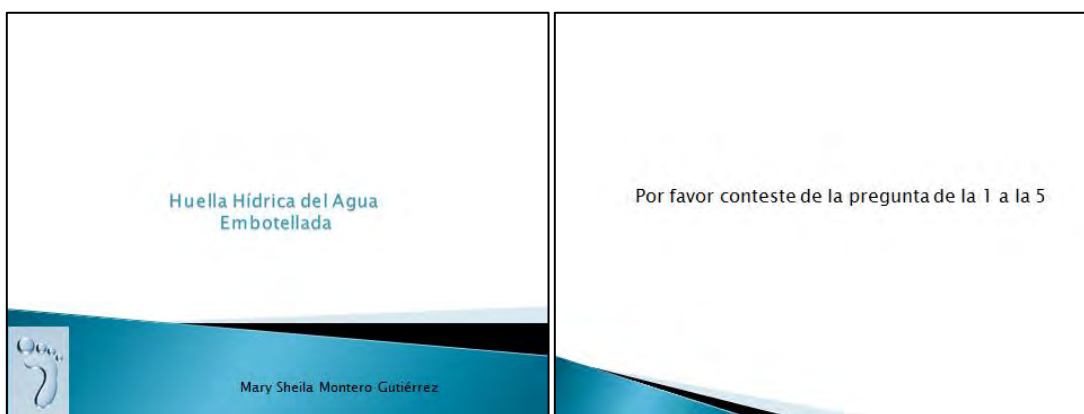 Huella Hídrica del Agua
Embotellada
Mary Sheila Montero Gutiérrez
Por favor conteste de la pregunta de la 1 a la 5